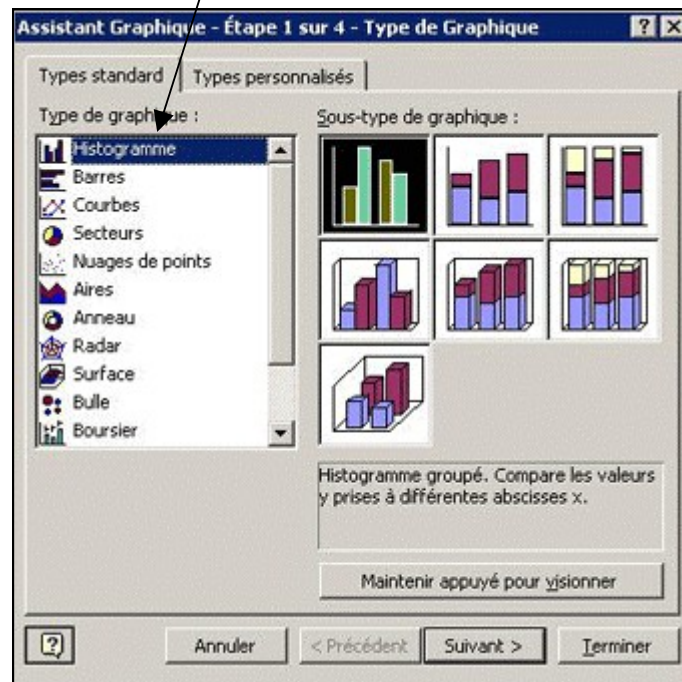 Assistant Graphique - Étape 1 sur 4 - Type de Graphique
Types standard
Types personnalisés
Type de graphique :
Histogramme
Barres
Courbes
Secteurs
Nuages de points
Aires
Anneau
Radar
Surface
Bulle
Boursier
Sous-type de graphique :
Histogramme groupé. Compare les valeurs
y prises à différentes abscisses x.
Maintenir appuyé pour visionner
Annuler
< Précédent
Suivant >
Terminer